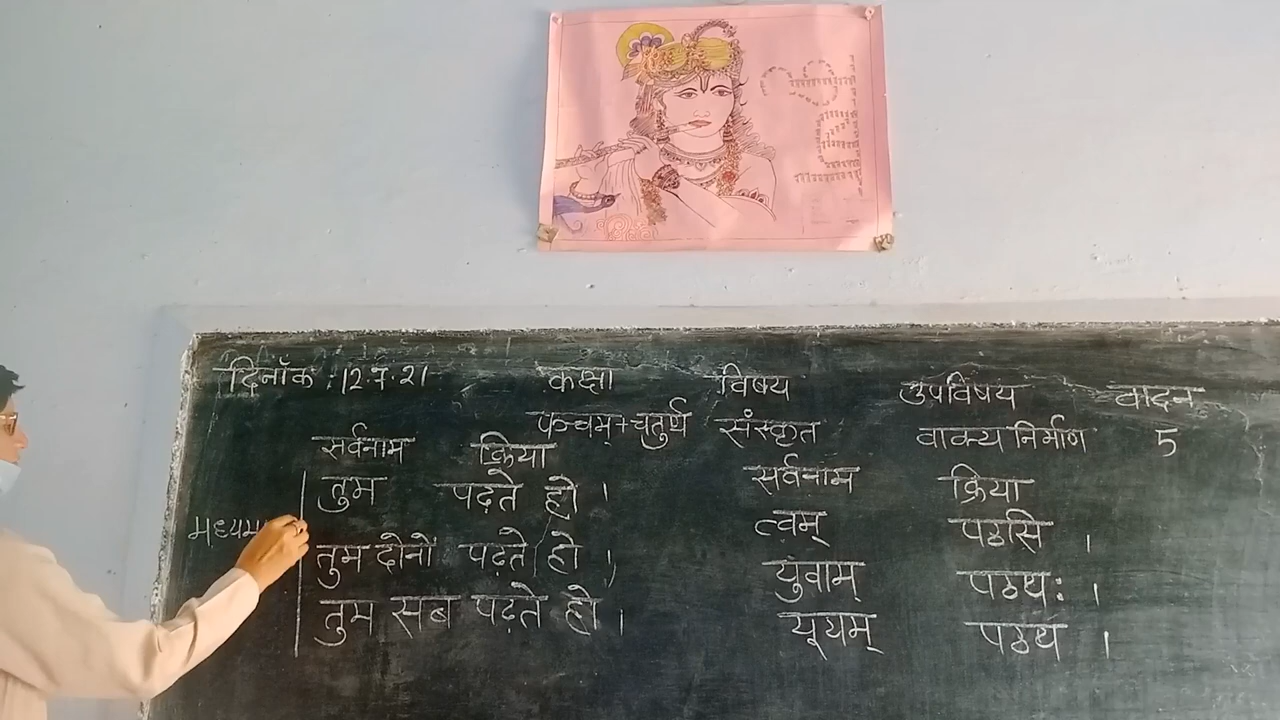 दिनाँक :12.7.21 कक्षा विषय उपविषय वादन
पञ्चम्+चतुर्थ संस्कृत वाक्य निर्माण 5
सर्वनाम क्रिया सर्वनाम क्रिया
तुम पढ़ते हो । त्वम् पठसि ।
मध्यम
तुम दोनों पढ़ते हो । युवाम् पठथः ।
तुम सब पढ़ते हो । यूयम् पठथ ।